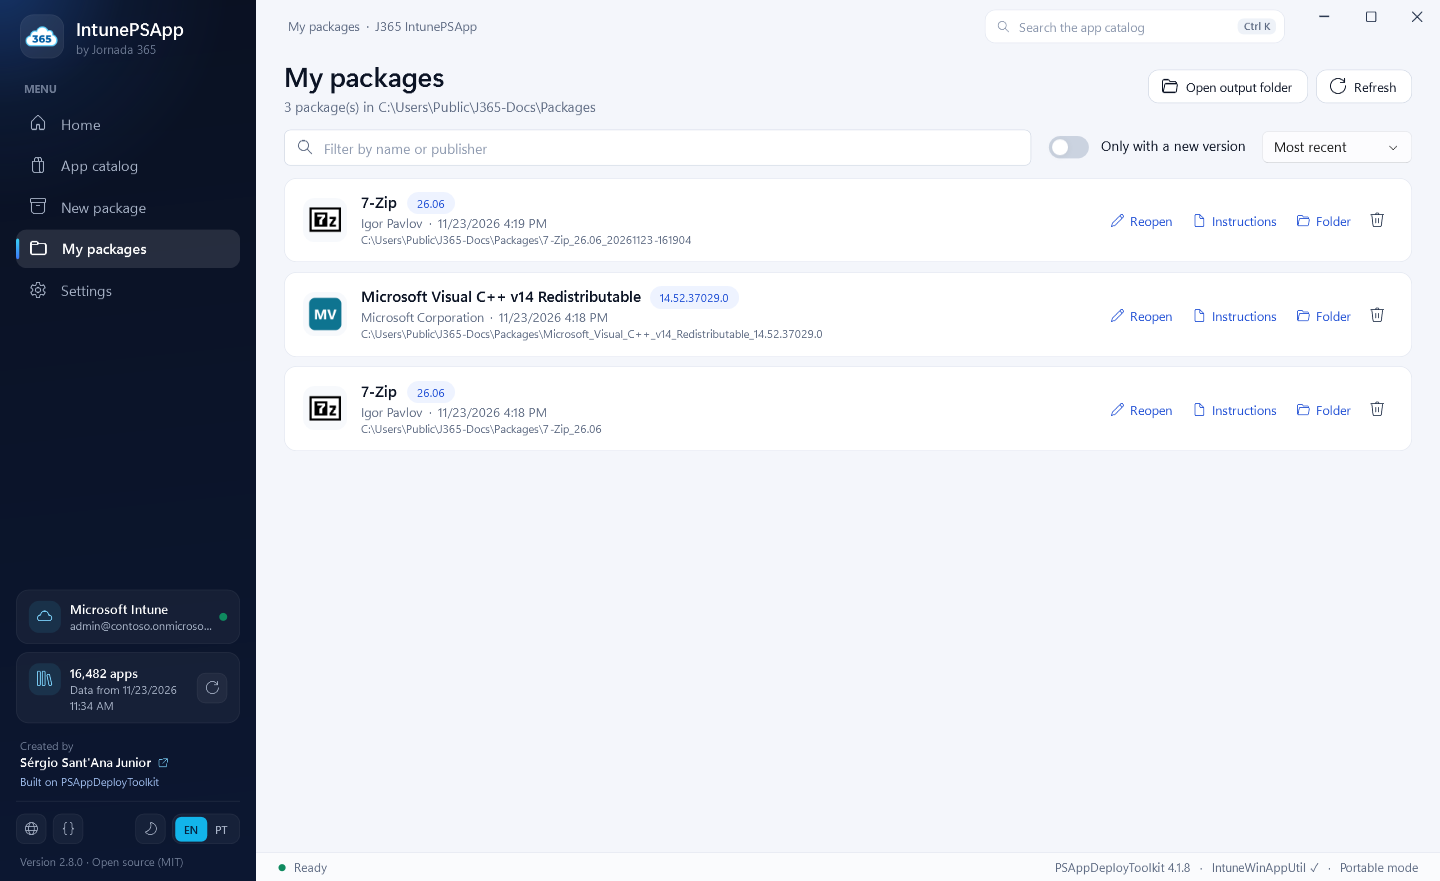 365
IntunePSApp
by Jornada 365
MENU
Home
App catalog
New package
My packages
Settings
Microsoft Intune
admin@contoso.onmicroso...
16,482 apps
Data from 11/23/2026
11:34 AM
Created by
Sérgio Sant'Ana Junior
Built on PSAppDeployToolkit
{}
EN
PT
Version 2.8.0 · Open source (MIT)
My packages · J365 IntunePSApp
Search the app catalog
Ctrl K
My packages
3 package(s) in C:\Users\Public\J365-Docs\Packages
Open output folder
Refresh
Filter by name or publisher
Only with a new version
Most recent
7z
7-Zip 26.06
Igor Pavlov · 11/23/2026 4:19 PM
C:\Users\Public\J365-Docs\Packages\7-Zip_26.06_20261123-161904
Reopen Instructions Folder
MV
Microsoft Visual C++ v14 Redistributable 14.52.37029.0
Microsoft Corporation · 11/23/2026 4:18 PM
C:\Users\Public\J365-Docs\Packages\Microsoft_Visual_C++_v14_Redistributable_14.52.37029.0
Reopen Instructions Folder
7z
7-Zip 26.06
Igor Pavlov · 11/23/2026 4:18 PM
C:\Users\Public\J365-Docs\Packages\7-Zip_26.06
Reopen Instructions Folder
Ready
PSAppDeployToolkit 4.1.8 · IntuneWinAppUtil ✓ · Portable mode